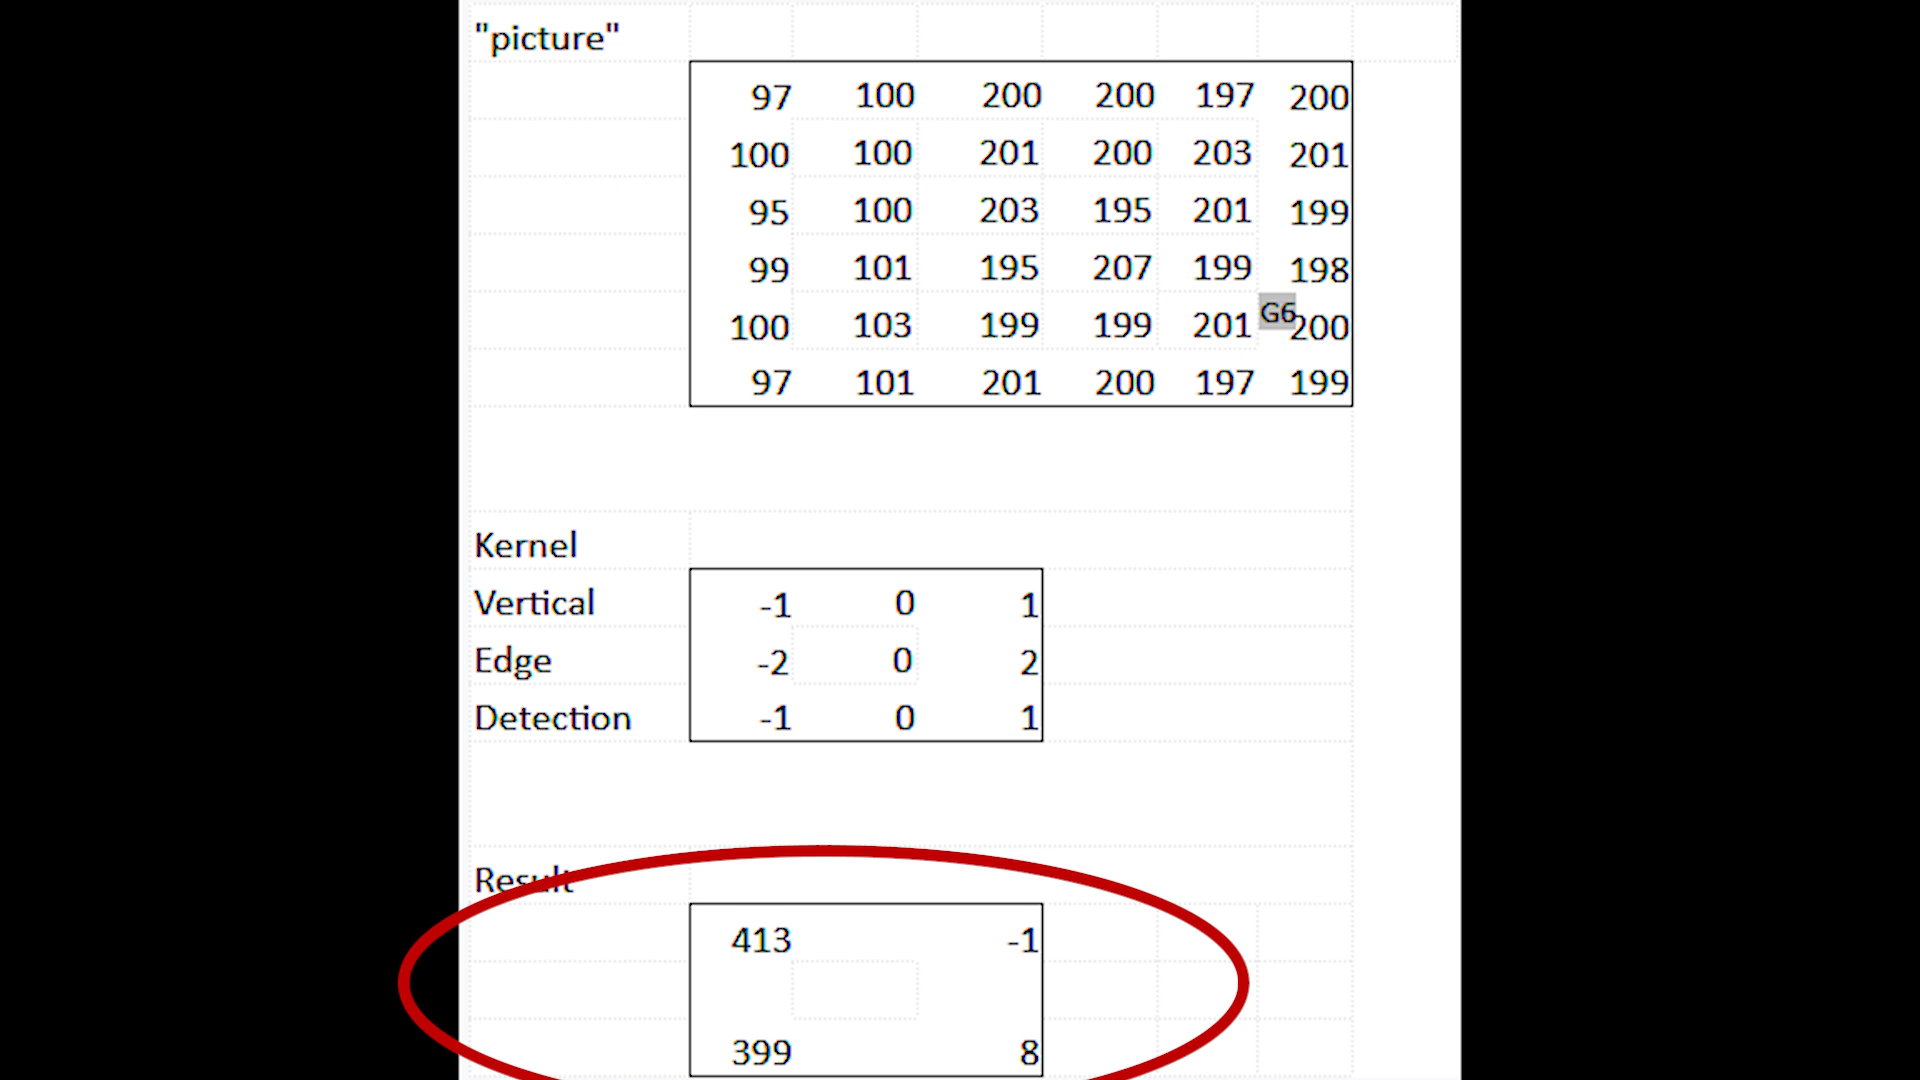 "picture"
97 100 200 200 197 200
100 100 201 200 203 201
95 100 203 195 201 199
99 101 195 207 199 198
100 103 199 199 201 G6 200
97 101 201 200 197 199
Kernel
Vertical -1 0 1
Edge -2 0 2
Detection -1 0 1
Result
413 -1
399 8